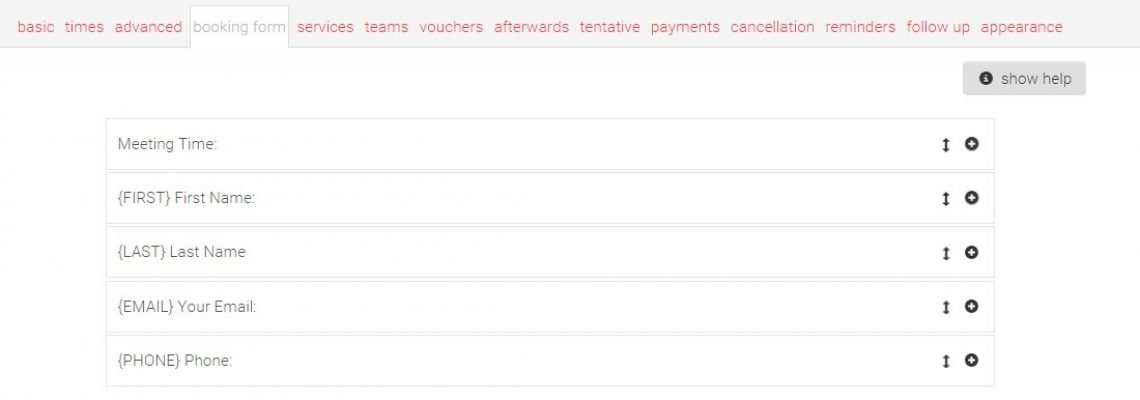 basic times advanced booking form services teams vouchers afterwards tentative payments cancellation reminders follow up appearance
show help
Meeting Time:
{FIRST} First Name:
{LAST} Last Name
{EMAIL} Your Email:
{PHONE} Phone: